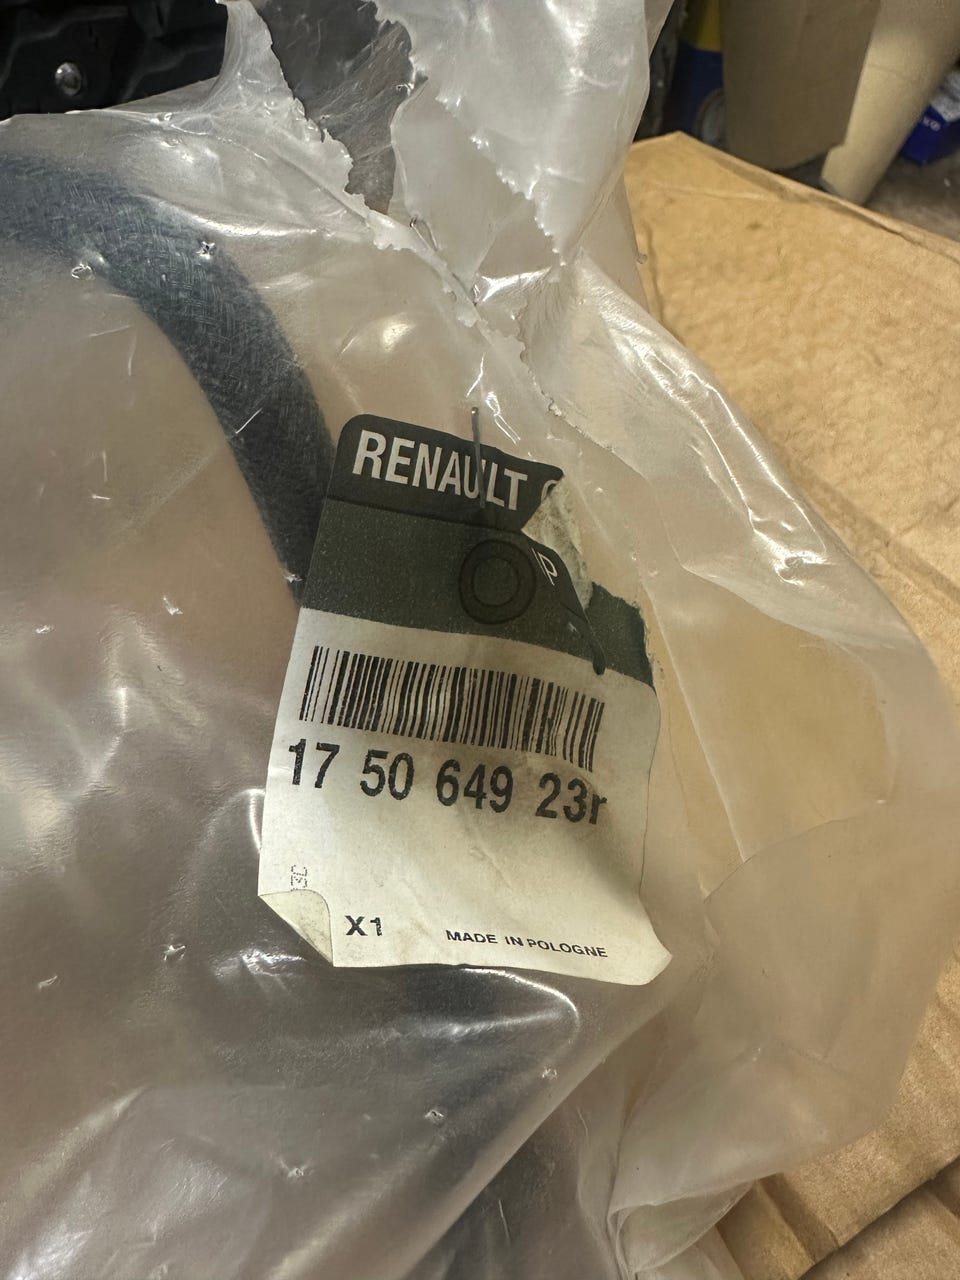 RENAULT
17 50 649 23r
X1
MADE IN POLOGNE